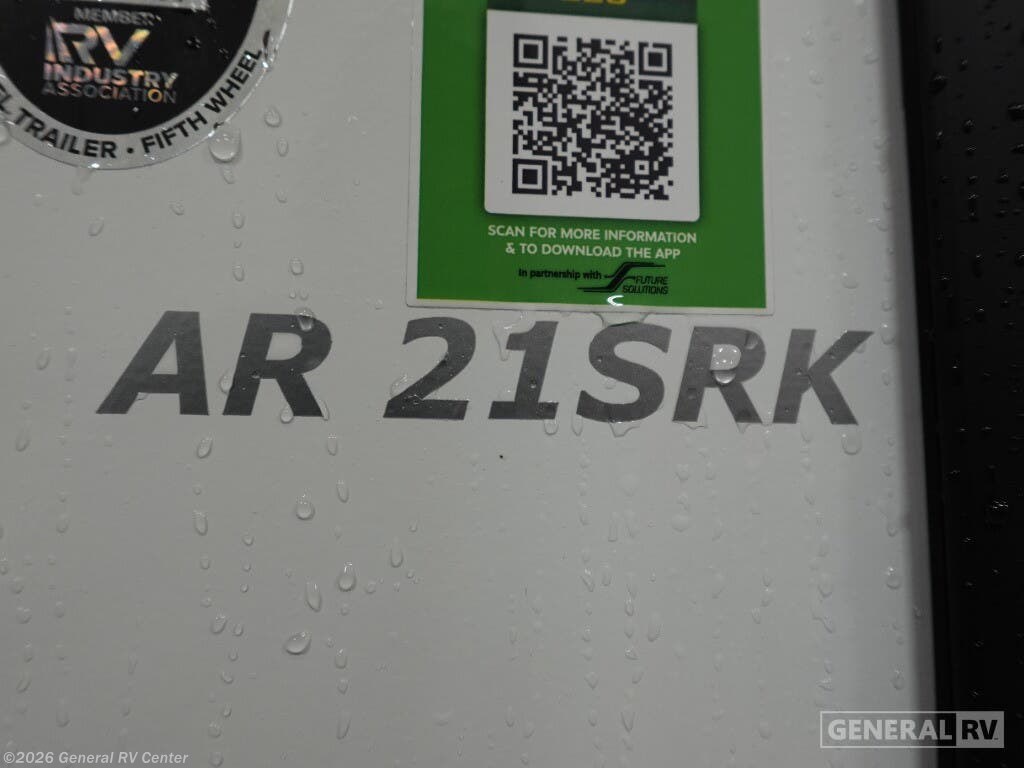 MEMBER
RV
INDUSTRY
ASSOCIATION
TRAILER • FIFTH WHEEL
SCAN FOR MORE INFORMATION
& TO DOWNLOAD THE APP
In partnership with
FUTURE
SOLUTIONS
AR 21SRK
GENERAL RV
©2026 General RV Center